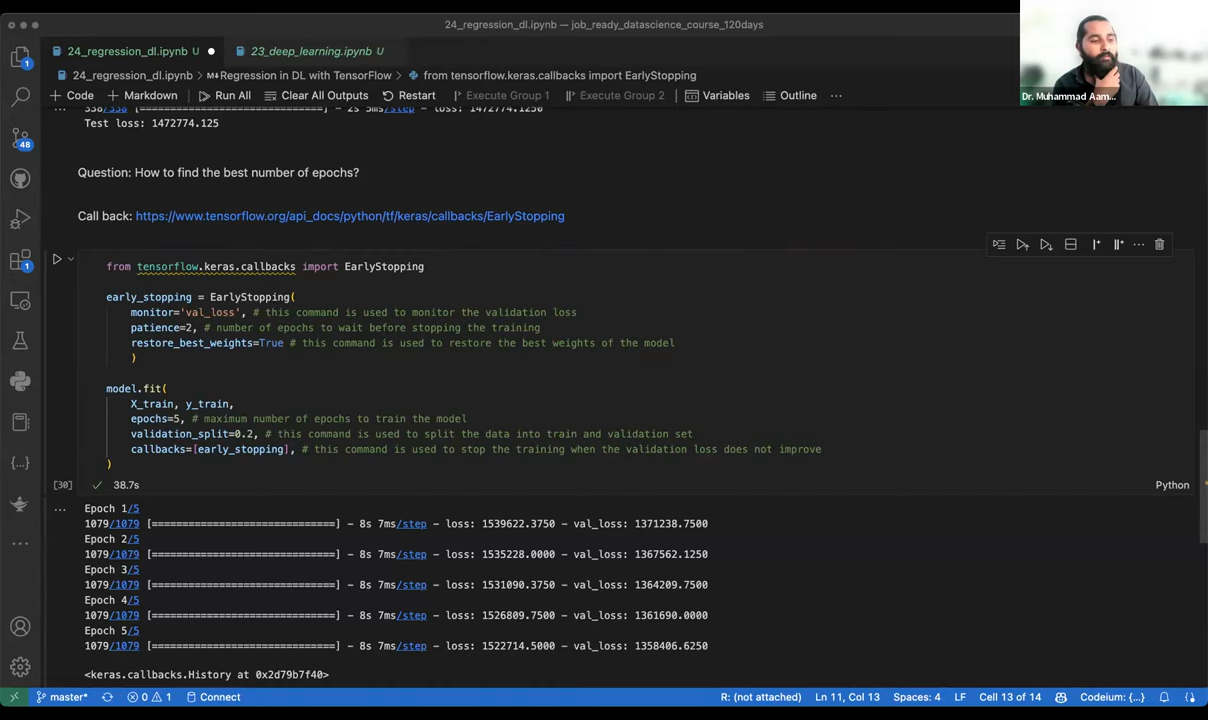 24_regression_dl.ipynb — job_ready_datascience_course_120days
24_regression_dl.ipynb U
23_deep_learning.ipynb U
24_regression_dl.ipynb > Regression in DL with TensorFlow > from tensorflow.keras.callbacks import EarlyStopping
+ Code + Markdown Run All Clear All Outputs Restart Execute Group 1 Execute Group 2 Variables Outline ...
Dr. Muhammad Aam...
338/338 [==============================] - 2s 5ms/step - loss: 1472774.1250
Test loss: 1472774.125
Question: How to find the best number of epochs?
Call back: https://www.tensorflow.org/api_docs/python/tf/keras/callbacks/EarlyStopping
from tensorflow.keras.callbacks import EarlyStopping
early_stopping = EarlyStopping(
monitor='val_loss', # this command is used to monitor the validation loss
patience=2, # number of epochs to wait before stopping the training
restore_best_weights=True # this command is used to restore the best weights of the model
)
model.fit(
X_train, y_train,
epochs=5, # maximum number of epochs to train the model
validation_split=0.2, # this command is used to split the data into train and validation set
callbacks=[early_stopping], # this command is used to stop the training when the validation loss does not improve
)
[30] 38.7s Python
Epoch 1/5
1079/1079 [==============================] - 8s 7ms/step - loss: 1539622.3750 - val_loss: 1371238.7500
Epoch 2/5
1079/1079 [==============================] - 8s 7ms/step - loss: 1535228.0000 - val_loss: 1367562.1250
Epoch 3/5
1079/1079 [==============================] - 8s 7ms/step - loss: 1531090.3750 - val_loss: 1364209.7500
Epoch 4/5
1079/1079 [==============================] - 8s 7ms/step - loss: 1526809.7500 - val_loss: 1361690.0000
Epoch 5/5
1079/1079 [==============================] - 8s 7ms/step - loss: 1522714.5000 - val_loss: 1358406.6250
<keras.callbacks.History at 0x2d79b7f40>
1
48
1
master* 0 1 Connect R: (not attached) Ln 11, Col 13 Spaces: 4 LF Cell 13 of 14 Codeium: {...}